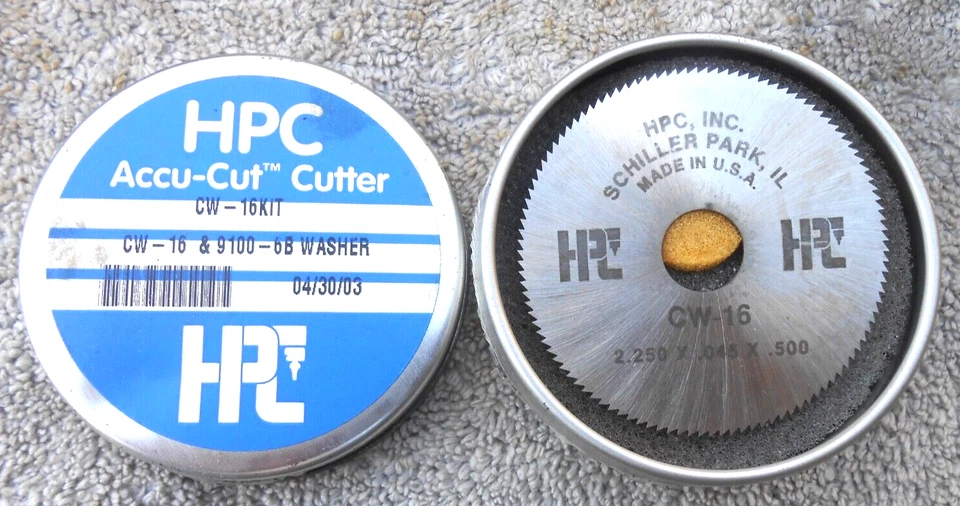 HPC
Accu-Cut™ Cutter
CW-16KIT
CW-16 & 9100-6B WASHER
04/30/03
HPC
HPC, INC.
SCHILLER PARK, IL
MADE IN U.S.A.
HPC HPC
CW 16
2.250 X .045 X .500